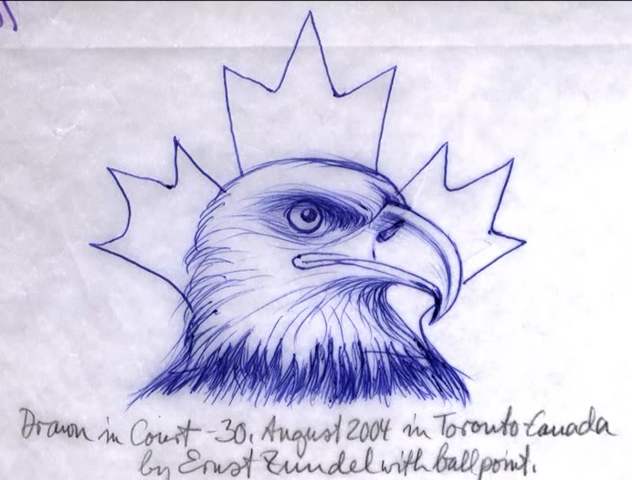 Drawn in Court - 30. August 2004 in Toronto-Canada
by Ernst Zundel with ballpoint.